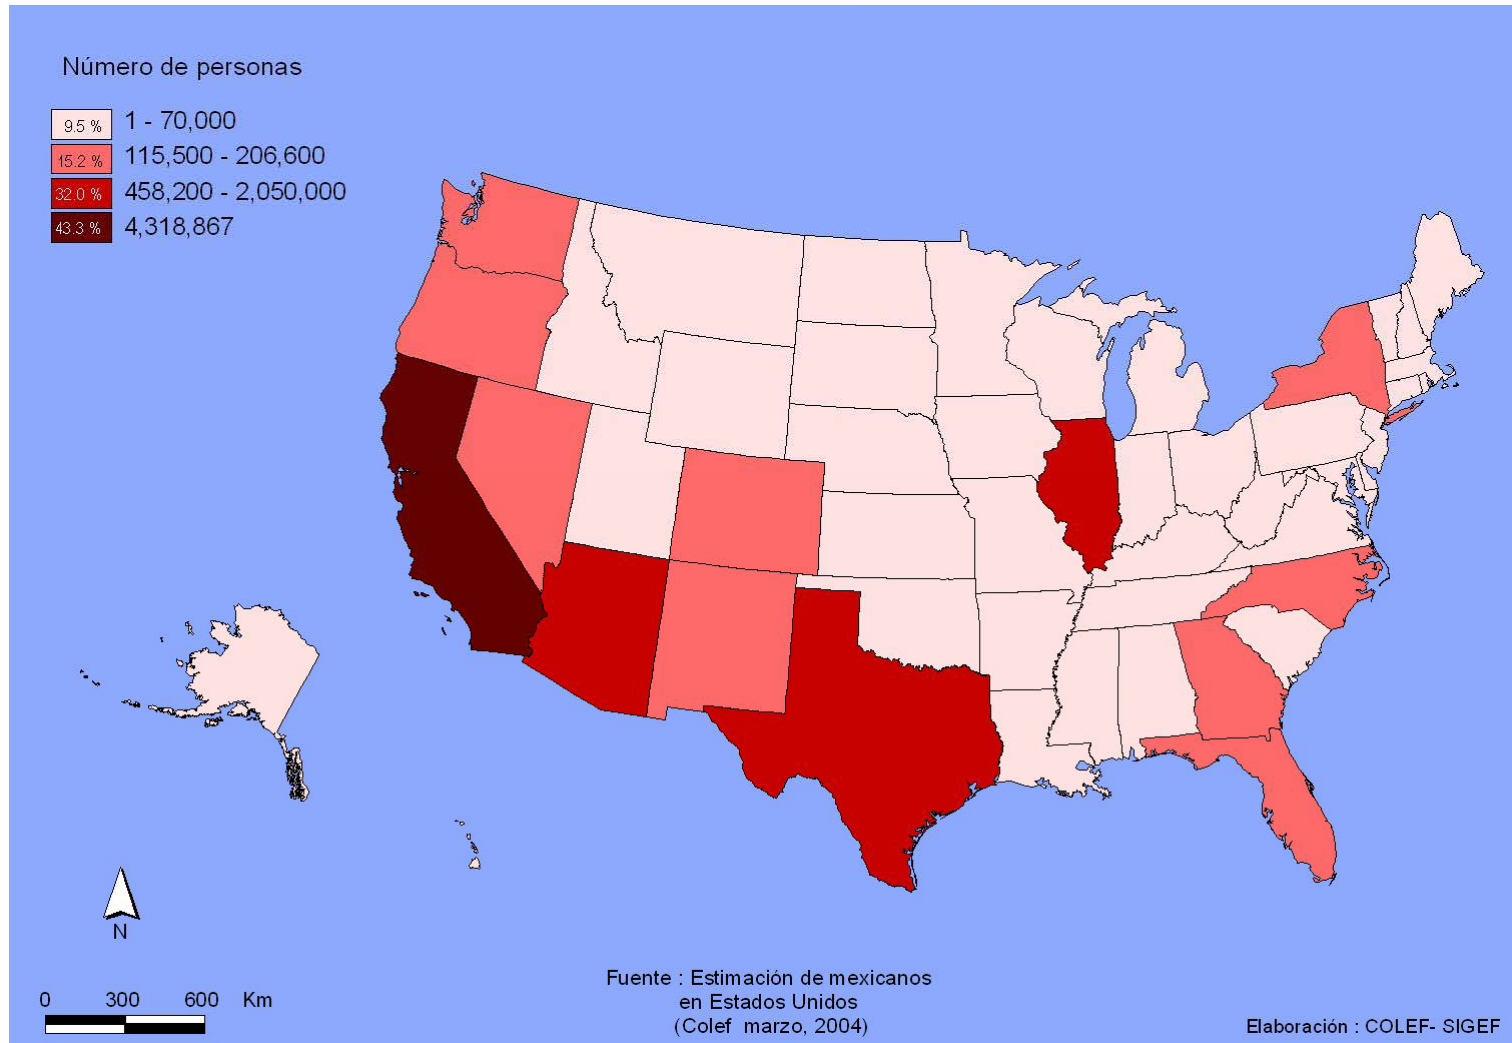 Número de personas
9.5 % 1 - 70,000
15.2 % 115,500 - 206,600
32.0 % 458,200 - 2,050,000
43.3 % 4,318,867
N
0 300 600 Km
Fuente : Estimación de mexicanos
en Estados Unidos
(Colef marzo, 2004)
Elaboración : COLEF- SIGEF